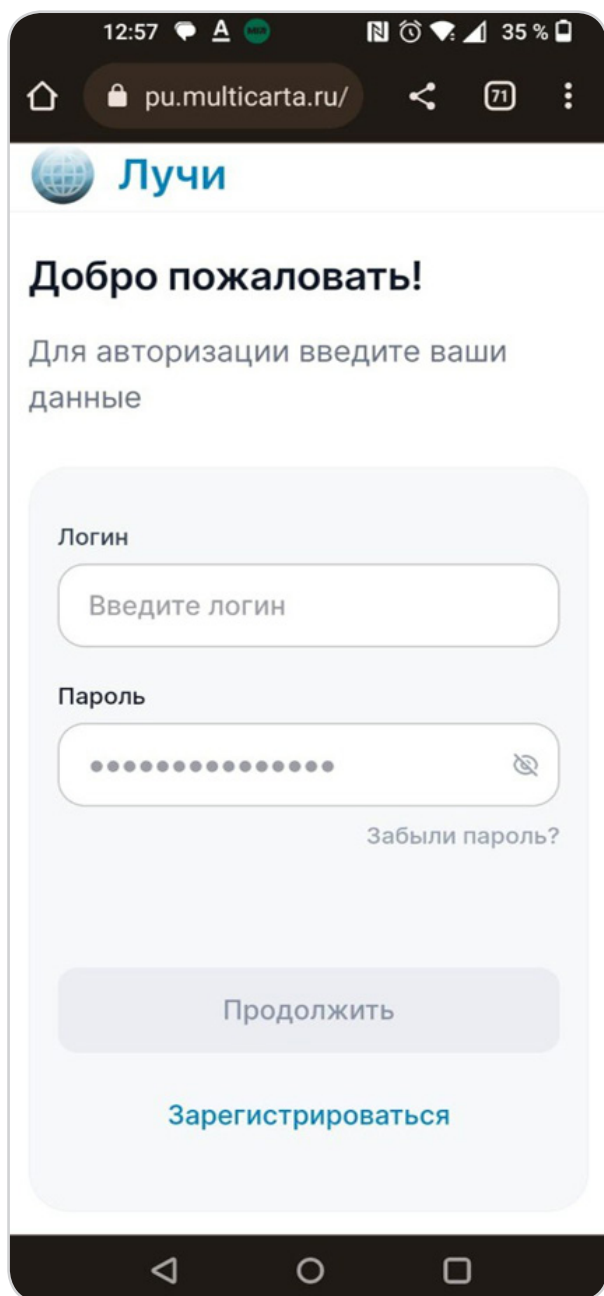 12:57 A MIR N 35 %
pu.multicarta.ru/ 71
Лучи
Добро пожаловать!
Для авторизации введите ваши
данные
Логин
Введите логин
Пароль
Забыли пароль?
Продолжить
Зарегистрироваться